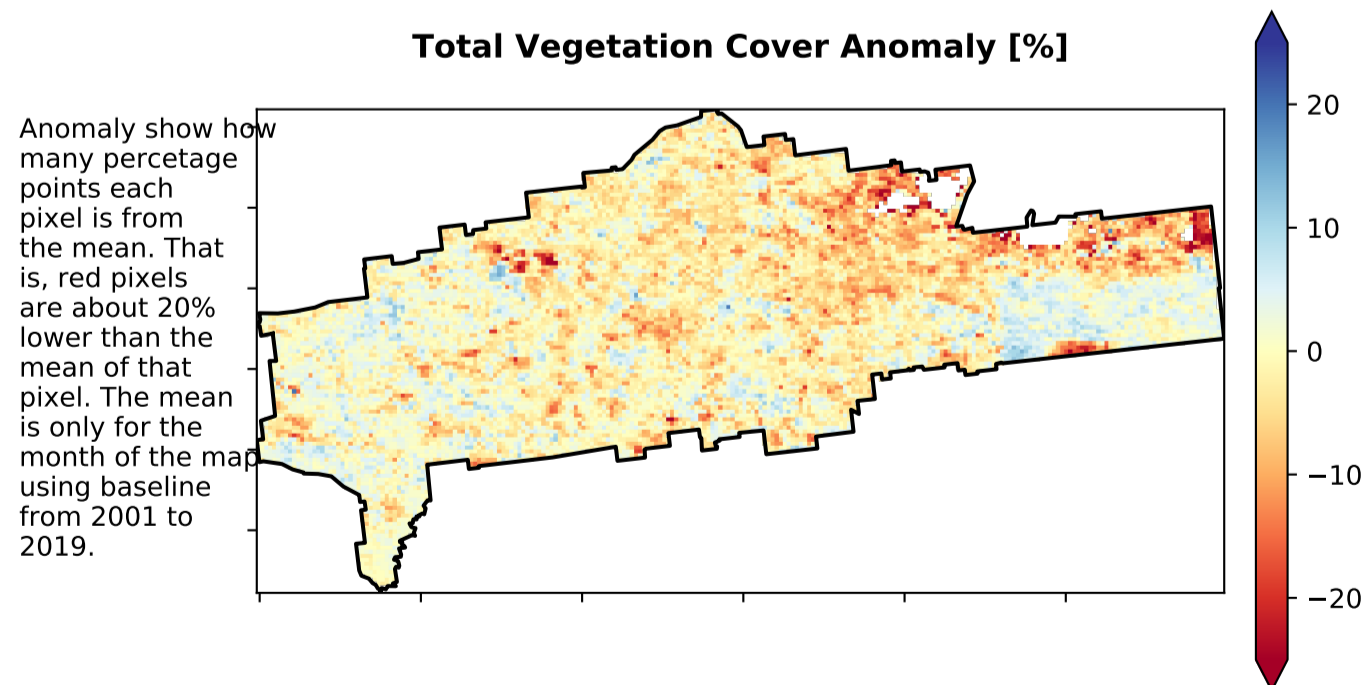 Total Vegetation Cover Anomaly [%]
Anomaly show how
many percetage
points each
pixel is from
the mean. That
is, red pixels
are about 20%
lower than the
mean of that
pixel. The mean
is only for the
month of the map
using baseline
from 2001 to
2019.
20
10
0
−10
−20